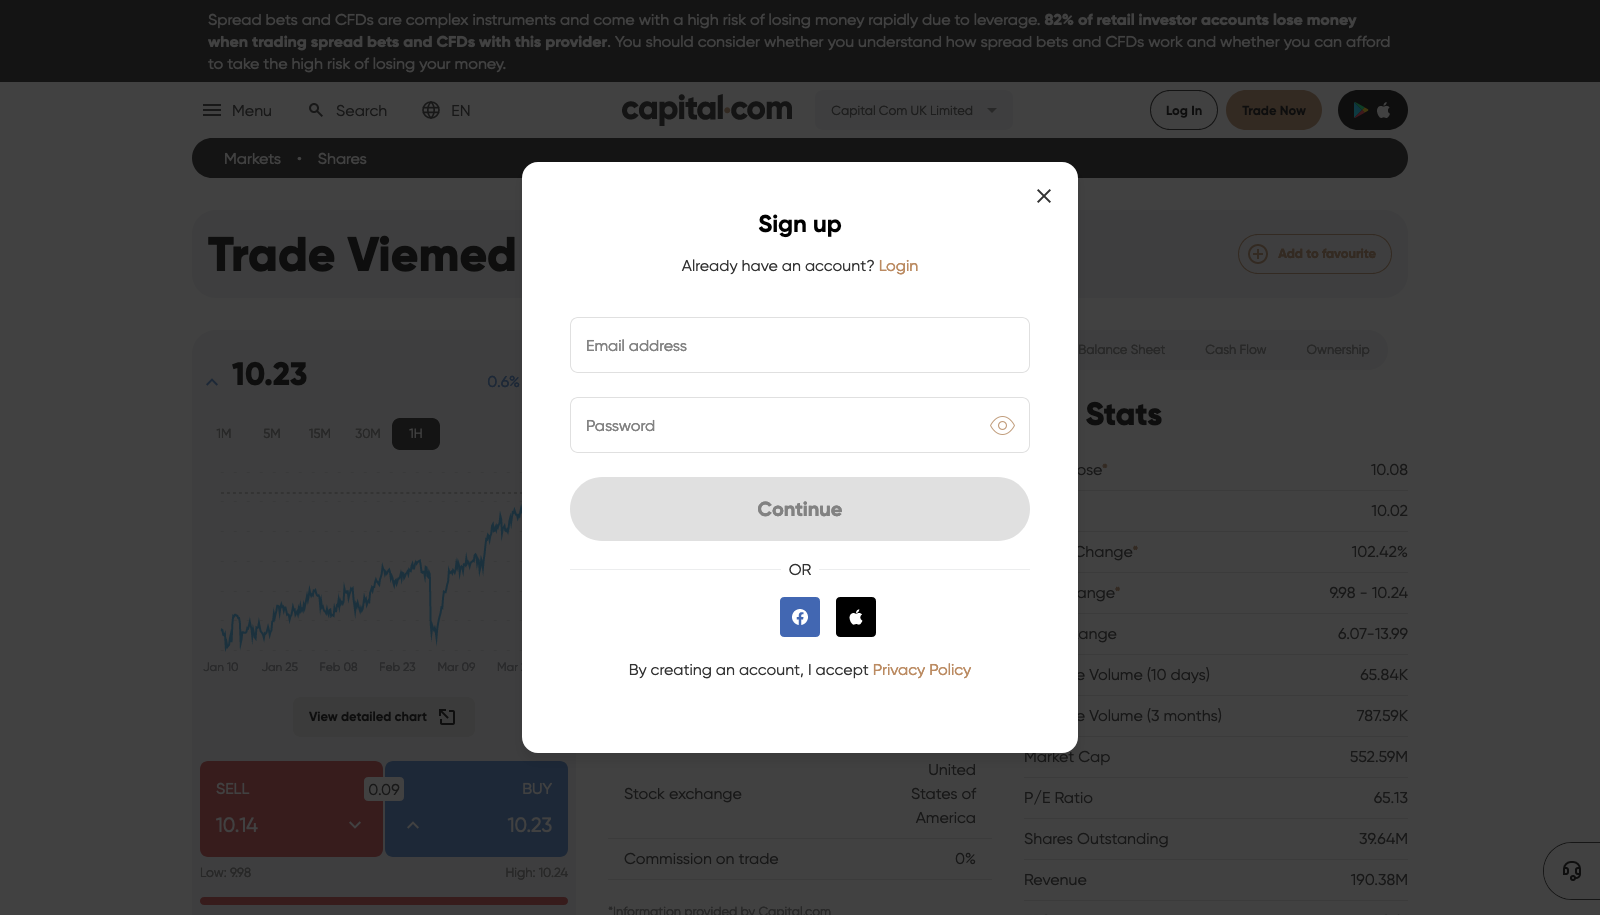 Spread bets and CFDs are complex instruments and come with a high risk of losing money rapidly due to leverage. 82% of retail investor accounts lose money
when trading spread bets and CFDs with this provider. You should consider whether you understand how spread bets and CFDs work and whether you can afford
to take the high risk of losing your money.
Menu
Search
EN
capital.com
Capital Com UK Limited
Log In
Trade Now
Markets • Shares
Trade Viemed
Add to favourite
Sign up
Already have an account? Login
Email address
Password
Continue
OR
By creating an account, I accept Privacy Policy
10.23
0.6%
1M
5M
15M
30M
1H
Jan 10
Jan 25
Feb 08
Feb 23
Mar 09
Mar
View detailed chart
SELL
10.14
0.09
BUY
10.23
Low: 9.98
High: 10.24
Stock exchange
United
States of
America
Commission on trade
0%
*Information provided by Capital.com
Balance Sheet
Cash Flow
Ownership
Stats
10.08
10.02
Change*
102.42%
9.98 - 10.24
6.07-13.99
Volume (10 days)
65.84K
Volume (3 months)
787.59K
Market Cap
552.59M
P/E Ratio
65.13
Shares Outstanding
39.64M
Revenue
190.38M